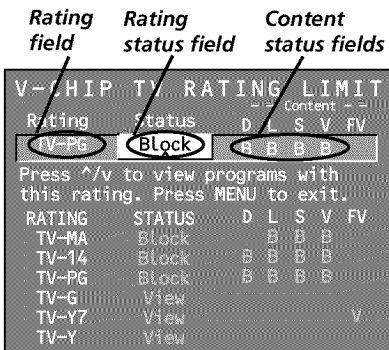 Rating field
Rating status field
Content status fields
V-CHIP TV RATING LIMIT
- - Content - -
Rating Status D L S V FV
TV-PG Block B B B B
Press ^/v to view programs with
this rating. Press MENU to exit.
RATING STATUS D L S V FV
TV-MA Block B B B
TV-14 Block B B B B
TV-PG Block B B B B
TV-G View
TV-Y7 View V
TV-Y View